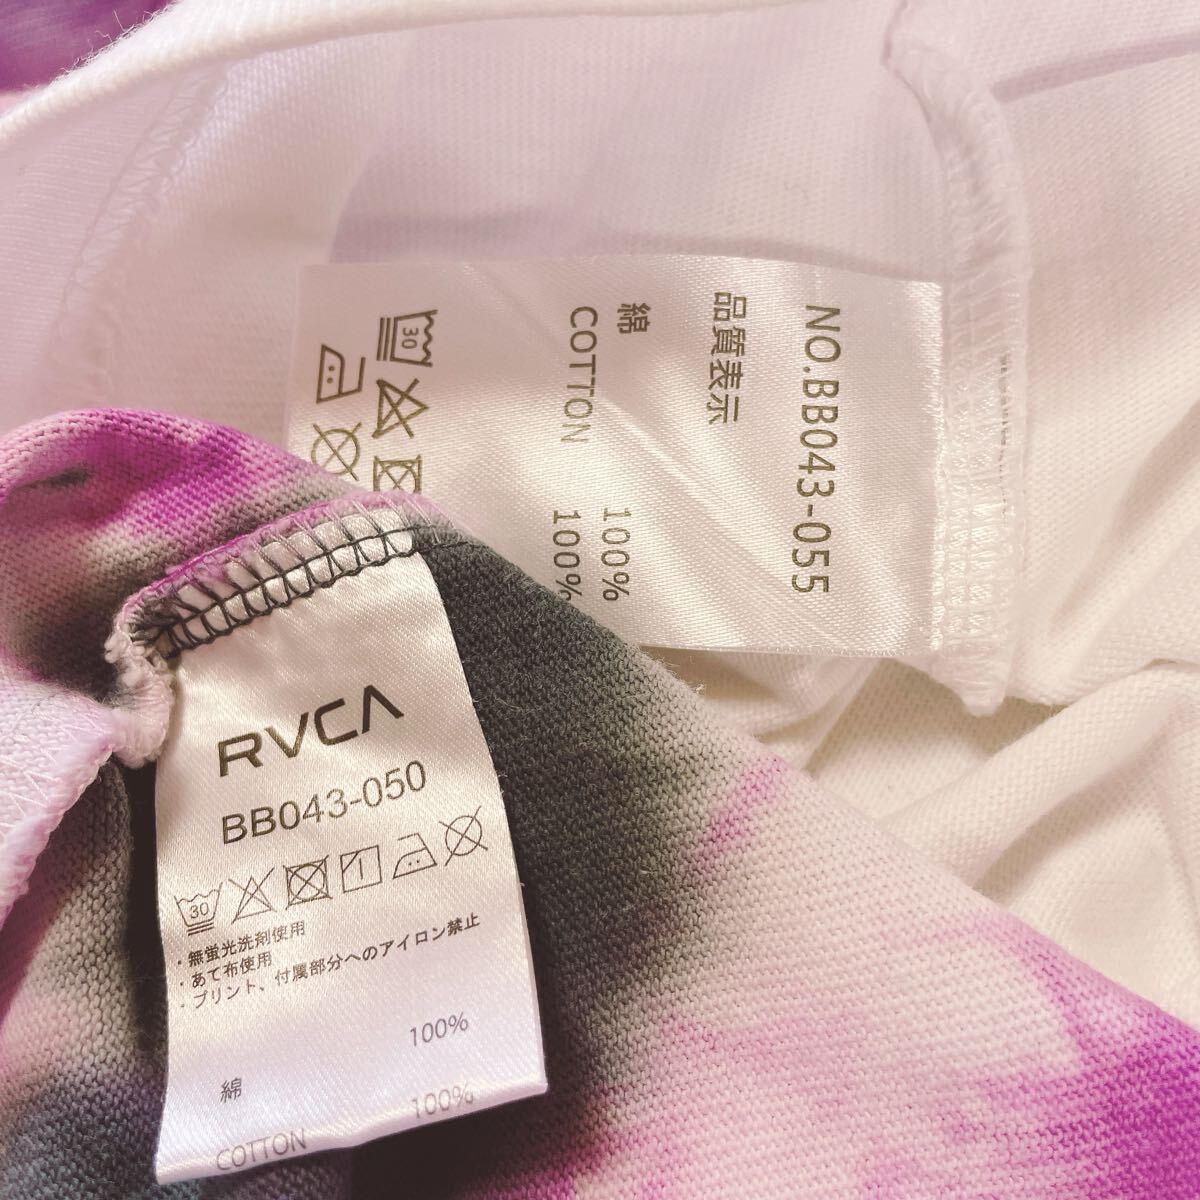 NO.BB043-055
品質表示
綿 100%
COTTON 100%
30
RVCA
BB043-050
30
・無蛍光洗剤使用
・あて布使用
・プリント、付属部分へのアイロン禁止
綿 100%
COTTON 100%